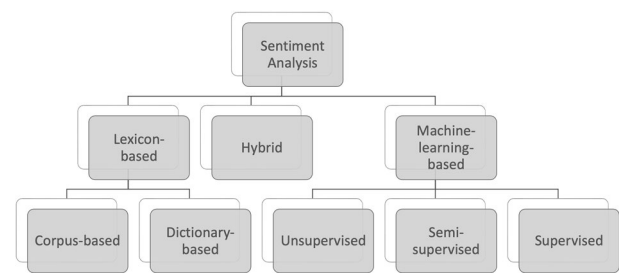 Sentiment
Analysis
Lexicon-
based
Hybrid
Machine-
learning-
based
Corpus-based
Dictionary-
based
Unsupervised
Semi-
supervised
Supervised